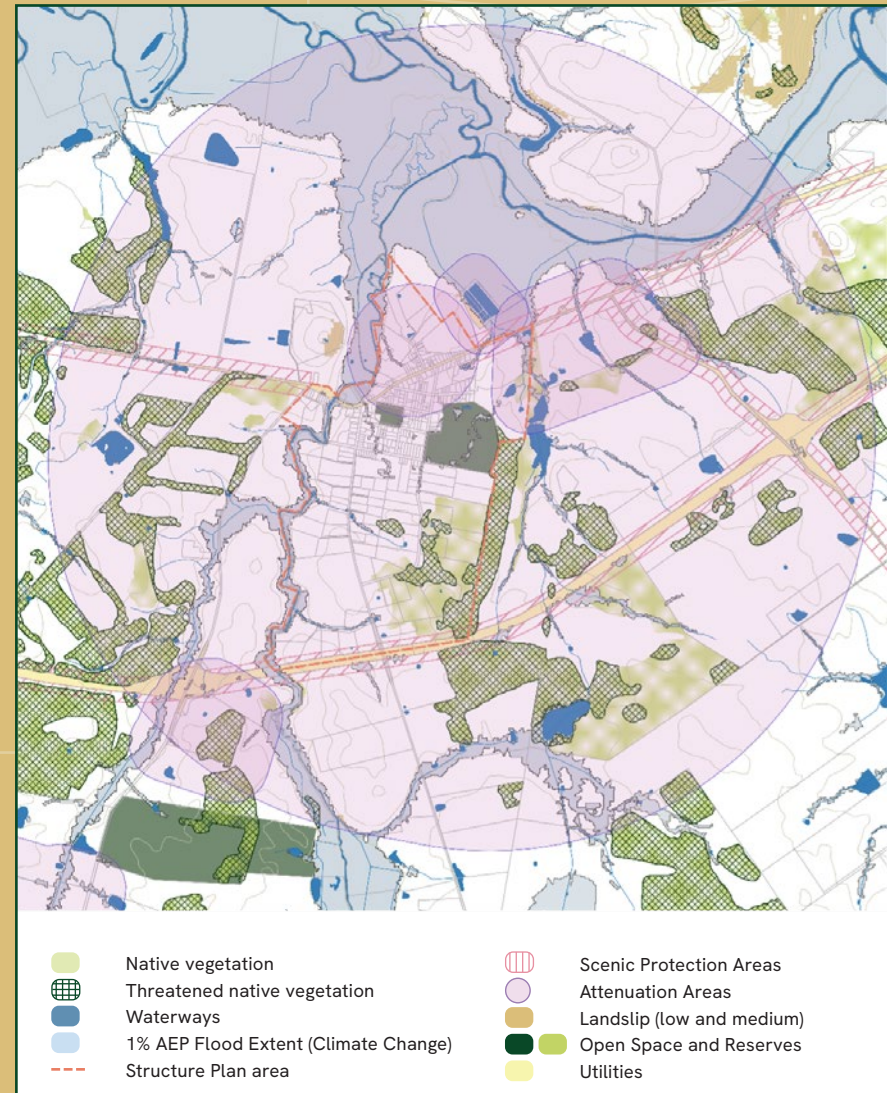 Native vegetation
Threatened native vegetation
Waterways
1% AEP Flood Extent (Climate Change)
Structure Plan area
Scenic Protection Areas
Attenuation Areas
Landslip (low and medium)
Open Space and Reserves
Utilities